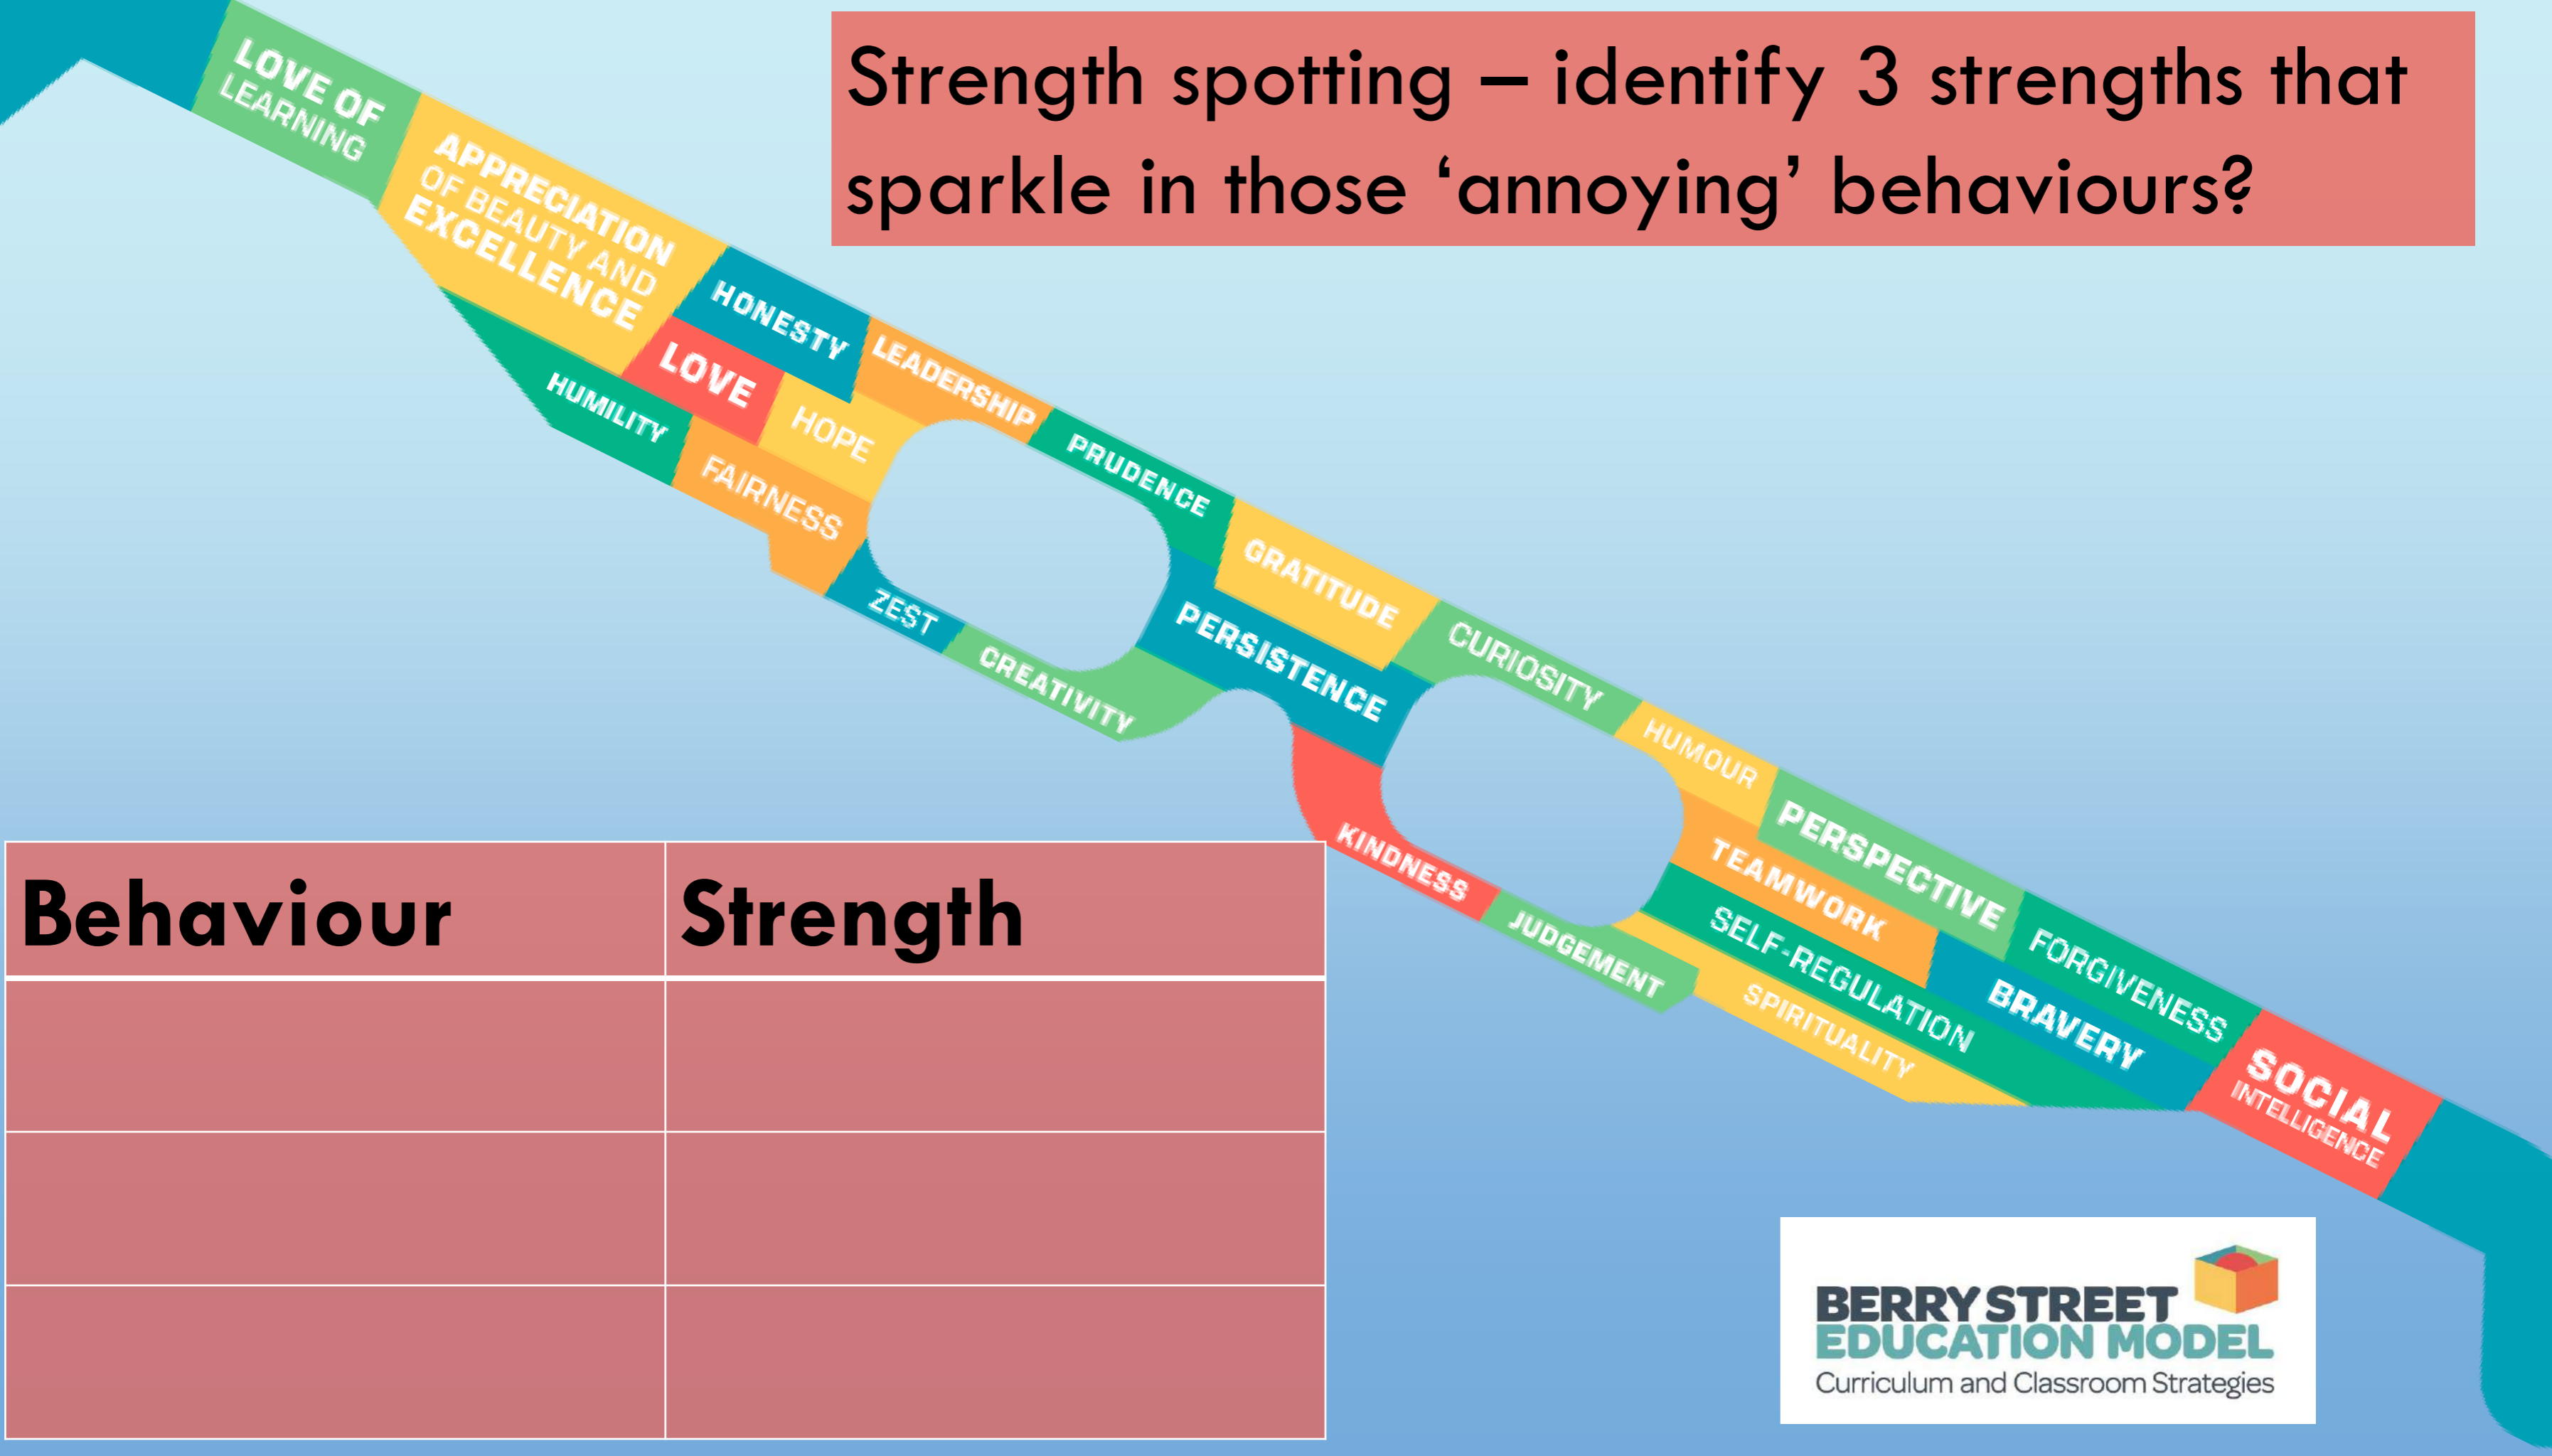 Strength spotting – identify 3 strengths that
sparkle in those ‘annoying’ behaviours?
LOVE OF
LEARNING
APPRECIATION
OF BEAUTY AND
EXCELLENCE
HONESTY
LEADERSHIP
LOVE
HOPE
HUMILITY
FAIRNESS
PRUDENCE
ZEST
CREATIVITY
GRATITUDE
PERSISTENCE
CURIOSITY
HUMOUR
PERSPECTIVE
KINDNESS
TEAMWORK
JUDGEMENT
SELF-REGULATION
SPIRITUALITY
FORGIVENESS
BRAVERY
SOCIAL
INTELLIGENCE
Behaviour
Strength
BERRY STREET
EDUCATION MODEL
Curriculum and Classroom Strategies